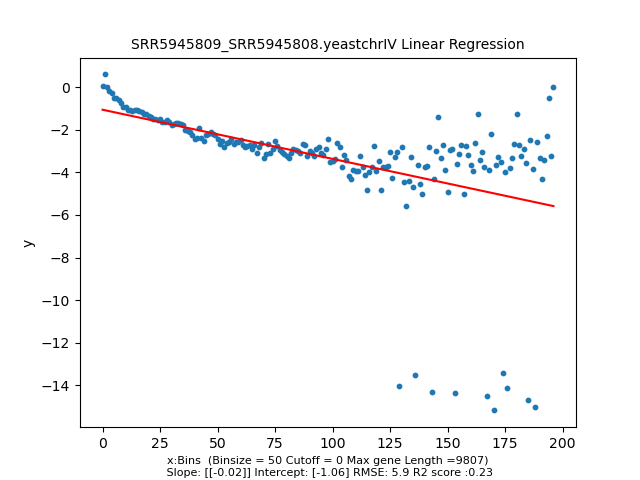 SRR5945809_SRR5945808.yeastchrIV Linear Regression
0
−2
−4
−6
−8
−10
−12
−14
y
0 25 50 75 100 125 150 175 200
x:Bins (Binsize = 50 Cutoff = 0 Max gene Length =9807)
Slope: [[-0.02]] Intercept: [-1.06] RMSE: 5.9 R2 score :0.23